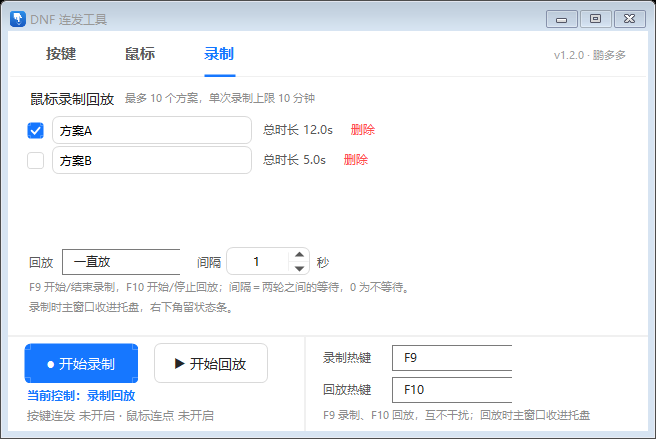 DNF 连发工具
按键 鼠标 录制 v1.2.0 · 鹏多多
鼠标录制回放 最多 10 个方案，单次录制上限 10 分钟
方案A 总时长 12.0s 删除
方案B 总时长 5.0s 删除
回放 一直放 间隔 1 秒
F9 开始/结束录制，F10 开始/停止回放；间隔 = 两轮之间的等待，0 为不等待。
录制时主窗口收进托盘，右下角留状态条。
● 开始录制 ▶ 开始回放
当前控制：录制回放
按键连发 未开启 · 鼠标连点 未开启
录制热键 F9
回放热键 F10
F9 录制、F10 回放，互不干扰；回放时主窗口收进托盘